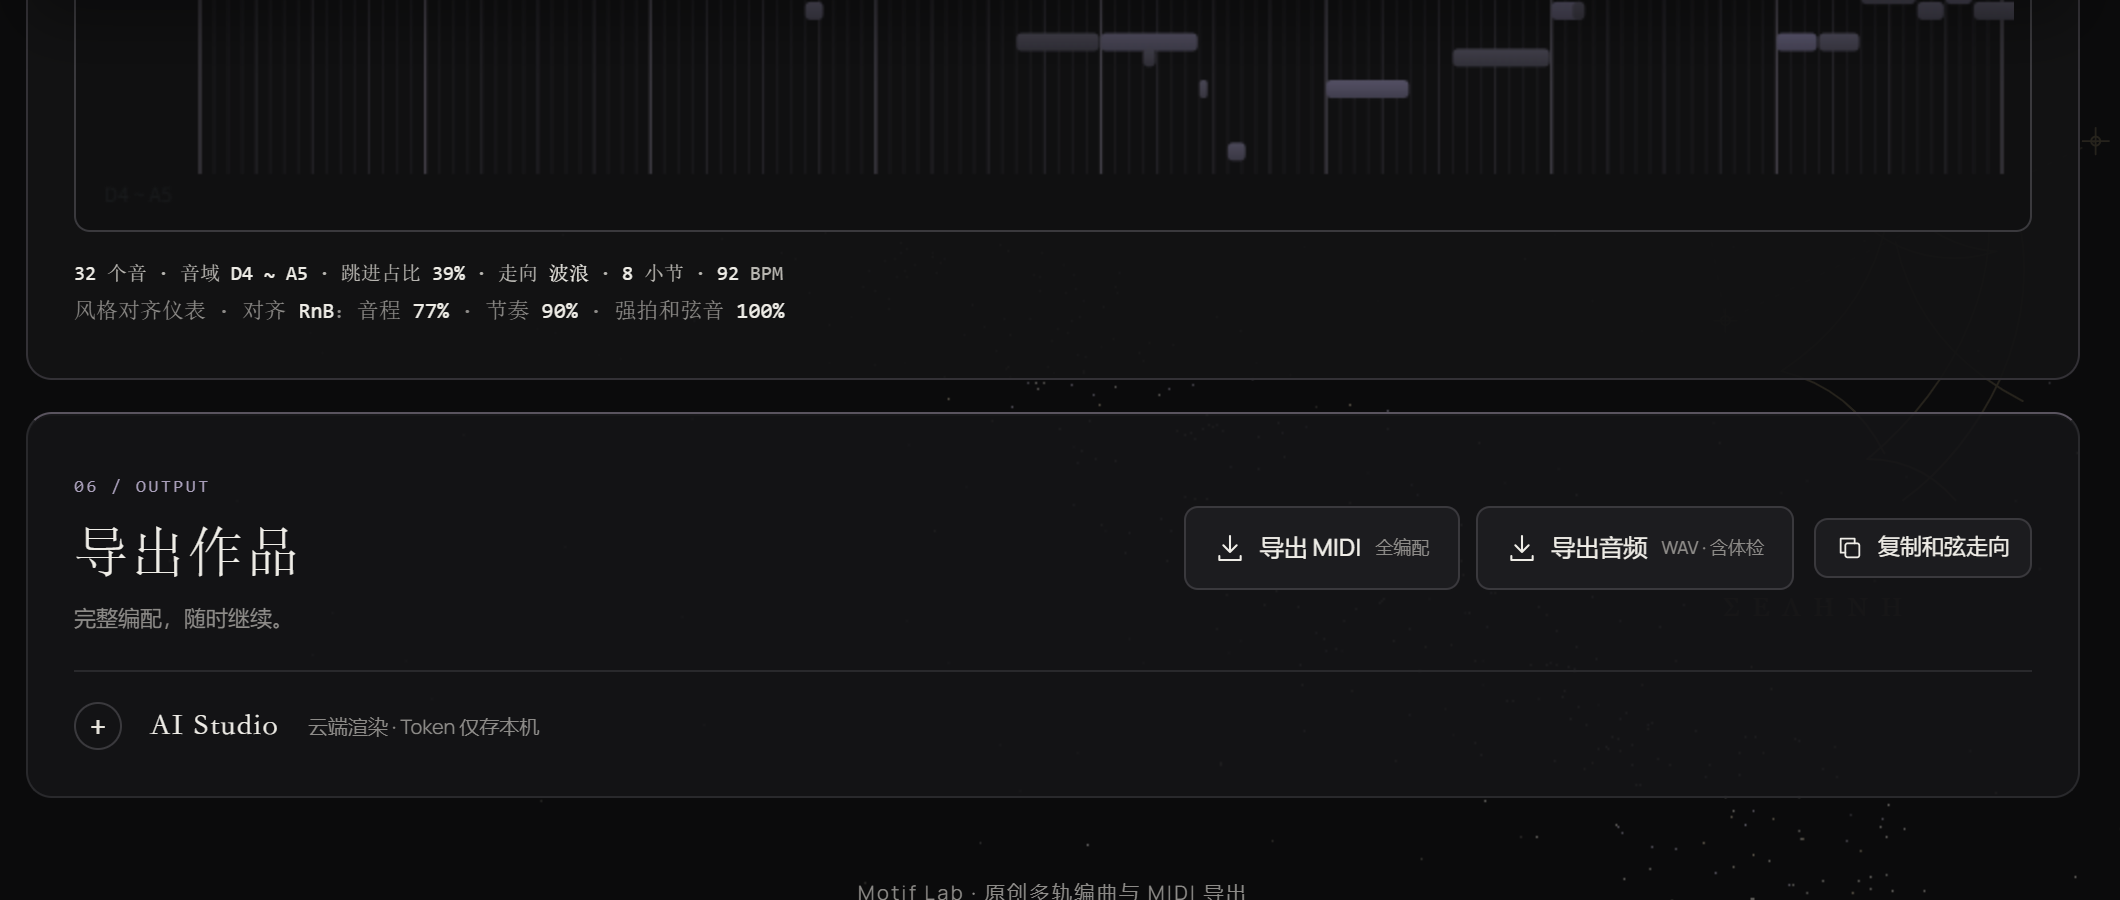 D4 – A5
32 个音 · 音域 D4 ~ A5 · 跳进占比 39% · 走向 波浪 · 8 小节 · 92 BPM
风格对齐仪表 · 对齐 RnB: 音程 77% · 节奏 90% · 强拍和弦音 100%
06 / OUTPUT
导出作品
导出 MIDI 全编配
导出音频 WAV · 含体检
复制和弦走向
ΣΕΛΠΝΗ
完整编配，随时继续。
+ AI Studio 云端渲染 · Token 仅存本机
Motif Lab · 原创多轨编曲与 MIDI 导出